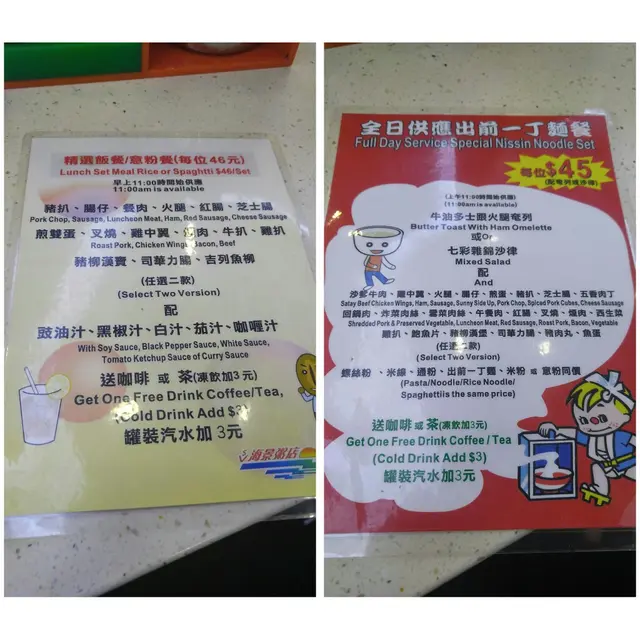 精選飯餐/意粉餐(每位46元)
Lunch Set Meal Rice or Spaghtti $46/Set
早上11:00時開始供應
11:00am is available
豬扒、腸仔、餐肉、火腿、紅腸、芝士腸
Pork Chop, Sausage, Luncheon Meat, Ham, Red Sausage, Cheese Sausage
煎雙蛋、叉燒、雞中翼、肉、牛扒、雞扒
Roast Pork, Chicken Wings, Bacon, Beef
豬柳漢寶、司華力腸、吉列魚柳
(任選二款)
(Select Two Version)
配
豉油汁、黑椒汁、白汁、茄汁、咖喱汁
With Soy Sauce, Black Pepper Sauce, White Sauce,
Tomato Ketchup Sauce of Curry Sauce
送咖啡 或 茶(凍飲加3元)
Get One Free Drink Coffee/Tea,
(Cold Drink Add $3)
罐裝汽水加 3元
海景粥店
全日供應出前一丁麵餐
Full Day Service Special Nissin Noodle Set
每位$45
(配奄列或沙律)
(上午11:00時開始供應)
(11:00am is available)
牛油多士跟火腿奄列
Butter Toast With Ham Omelette
或Or
七彩雜錦沙律
Mixed Salad
配
And
沙爹牛肉、雞中翼、火腿、腸仔、煎蛋、豬扒、芝士腸、五香肉丁
Satay Beef Chicken Wings, Ham, Sausage, Sunny Side Up, Pork Chop, Spiced Pork Cubes, Cheese Sausage
回鍋肉、炸菜肉絲、雪菜肉絲、午餐肉、紅腸、叉燒、煙肉、西生菜
Shredded Pork & Preserved Vegetable, Luncheon Meat, Red Sausage, Roast Pork, Bacon, Vegetable
雞扒、鮑魚片、豬柳漢堡、司華力腸、豬肉丸、魚蛋
(任選二款)
(Select Two Version)
螺絲粉、米線、通粉、出前一丁麵、米粉 或 意粉同價
(Pasta/Noodle/Rice Noodle/
Spaghettiis the same price)
送咖啡 或 茶(凍飲加3元)
Get One Free Drink Coffee / Tea
(Cold Drink Add $3)
罐裝汽水加3元